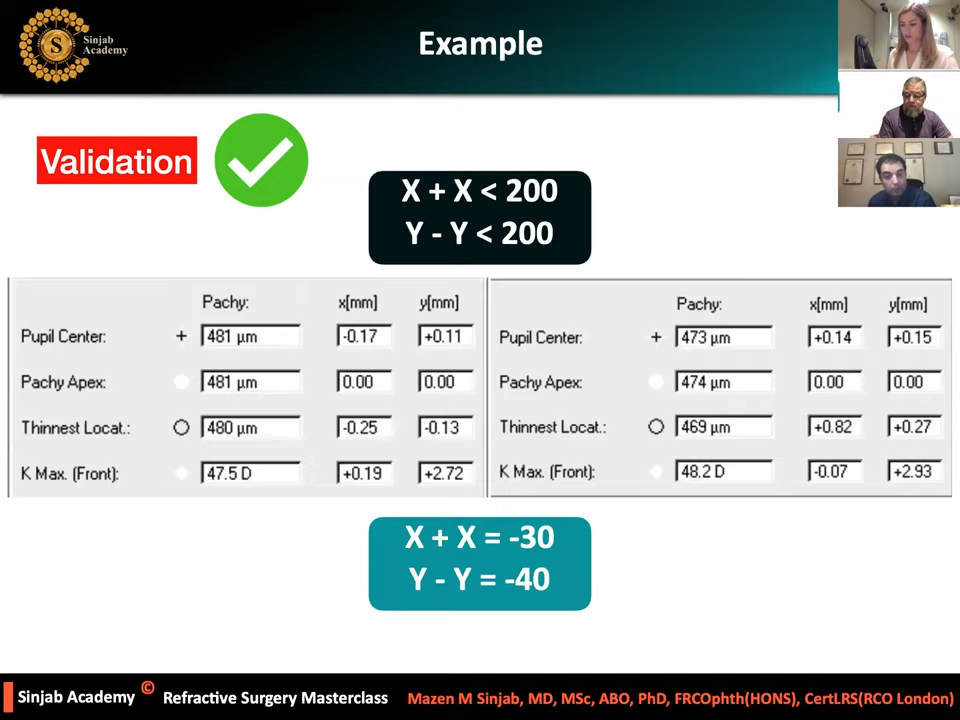 Sinjab
Academy
S
Example
Validation
X + X < 200
Y - Y < 200
Pachy: x[mm] y[mm]
Pupil Center: + 481 µm -0.17 +0.11
Pachy Apex: 481 µm 0.00 0.00
Thinnest Locat.: O 480 µm -0.25 -0.13
K Max. (Front): 47.5 D +0.19 +2.72
Pachy: x[mm] y[mm]
Pupil Center: + 473 µm +0.14 +0.15
Pachy Apex: 474 µm 0.00 0.00
Thinnest Locat.: O 469 µm +0.82 +0.27
K Max. (Front): 48.2 D -0.07 +2.93
X + X = -30
Y - Y = -40
Sinjab Academy © Refractive Surgery Masterclass Mazen M Sinjab, MD, MSc, ABO, PhD, FRCOphth(HONS), CertLRS(RCO London)